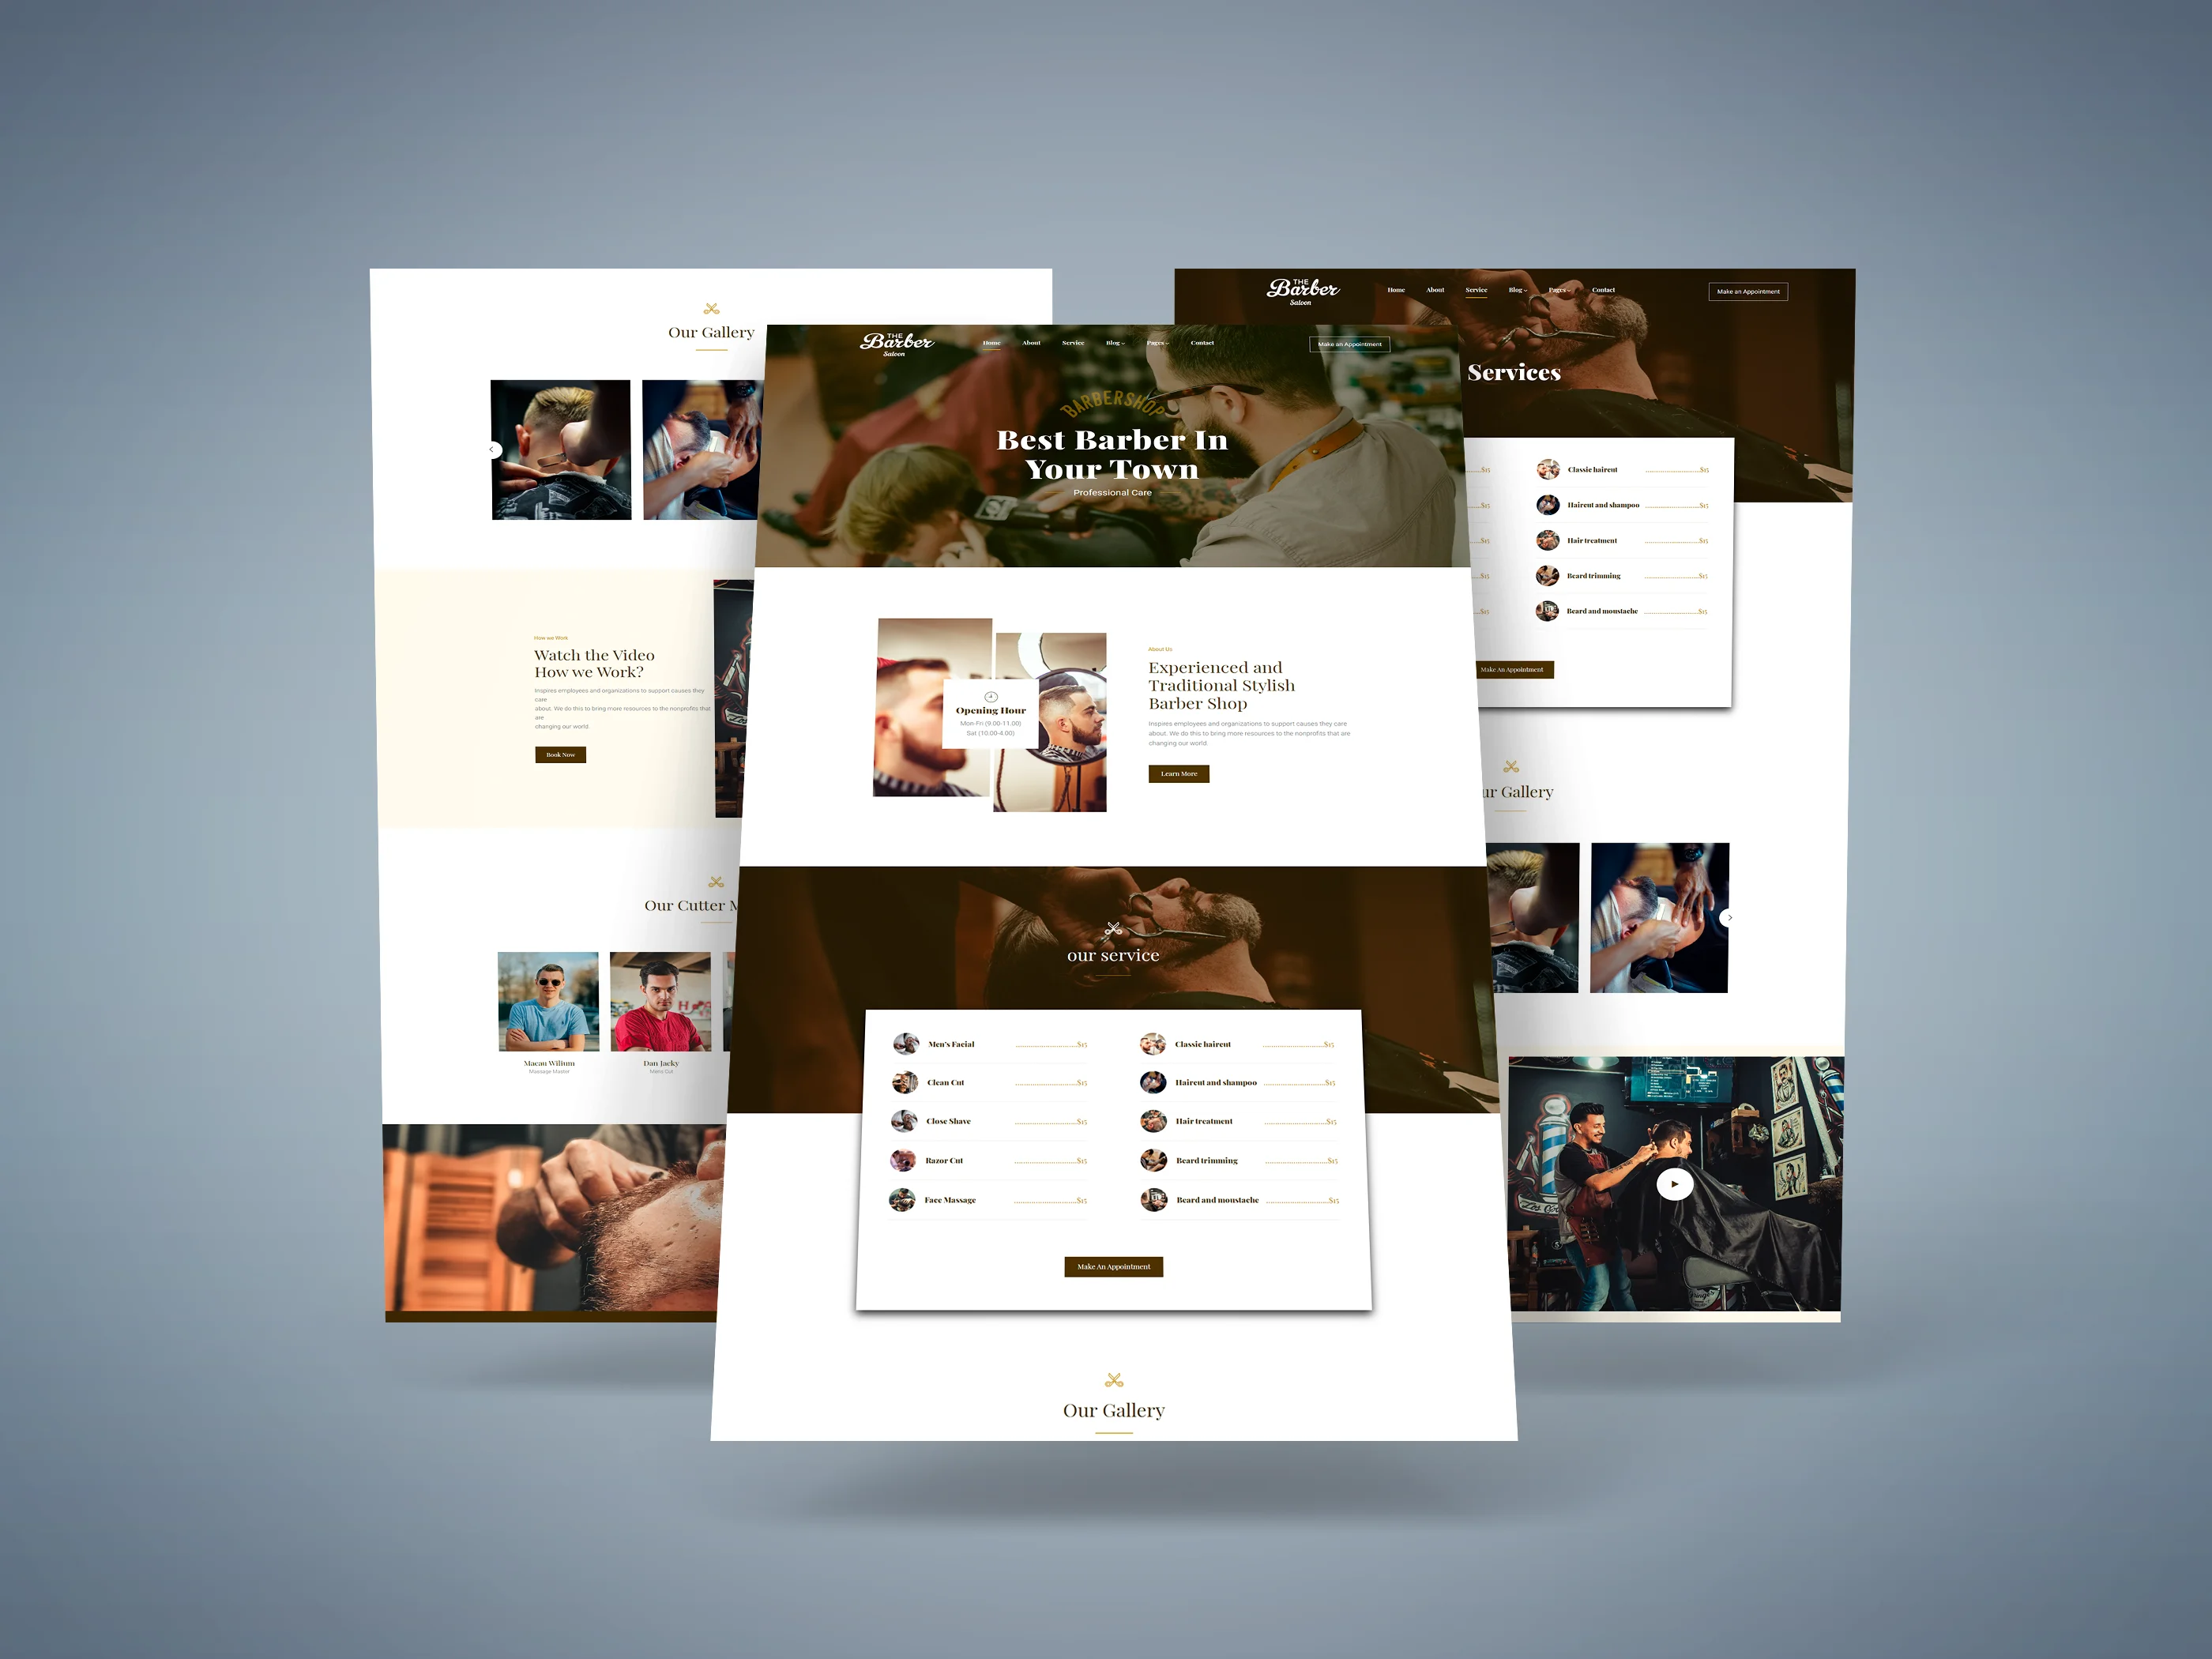 Our Gallery
How we Work
Watch the Video
How we Work?
Inspires employees and organizations to support causes they
care
about. We do this to bring more resources to the nonprofits that
are
changing our world.
Book Now
Our Cutter M
Macau Wilium
Massage Master
Dan Jacky
Mens Cut
THE
Barber
Saloon
Home
About
Service
Blog
Pages
Contact
Make an Appointment
BARBERSHOP
Best Barber In
Your Town
Professional Care
Opening Hour
Mon-Fri (9.00-11.00)
Sat (10.00-4.00)
About Us
Experienced and
Traditional Stylish
Barber Shop
Inspires employees and organizations to support causes they care
about. We do this to bring more resources to the nonprofits that are
changing our world.
Learn More
our service
Men's Facial ............................$15
Clean Cut ............................$15
Close Shave ............................$15
Razor Cut ............................$15
Face Massage ............................$15
Classic haircut ............................$15
Haircut and shampoo ............................$15
Hair treatment ............................$15
Beard trimming ............................$15
Beard and moustache ............................$15
Make An Appointment
Our Gallery
THE
Barber
Saloon
Home
About
Service
Blog
Pages
Contact
Make an Appointment
Services
......$15
......$15
......$15
......$15
......$15
Classic haircut ............................$15
Haircut and shampoo ............................$15
Hair treatment ............................$15
Beard trimming ............................$15
Beard and moustache ............................$15
Make An Appointment
ur Gallery